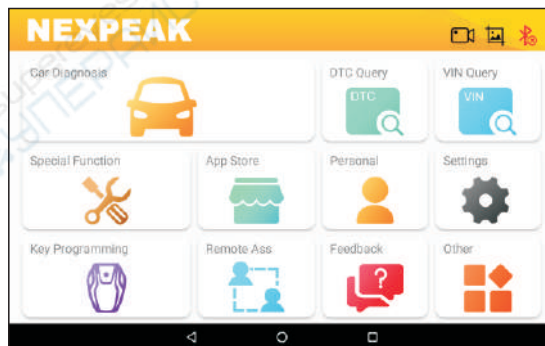 NEXPEAK
Car Diagnosis
DTC Query
VIN Query
DTC
VIN
Special Function
App Store
Personal
Settings
Key Programming
Remote Ass
Feedback
Other
?